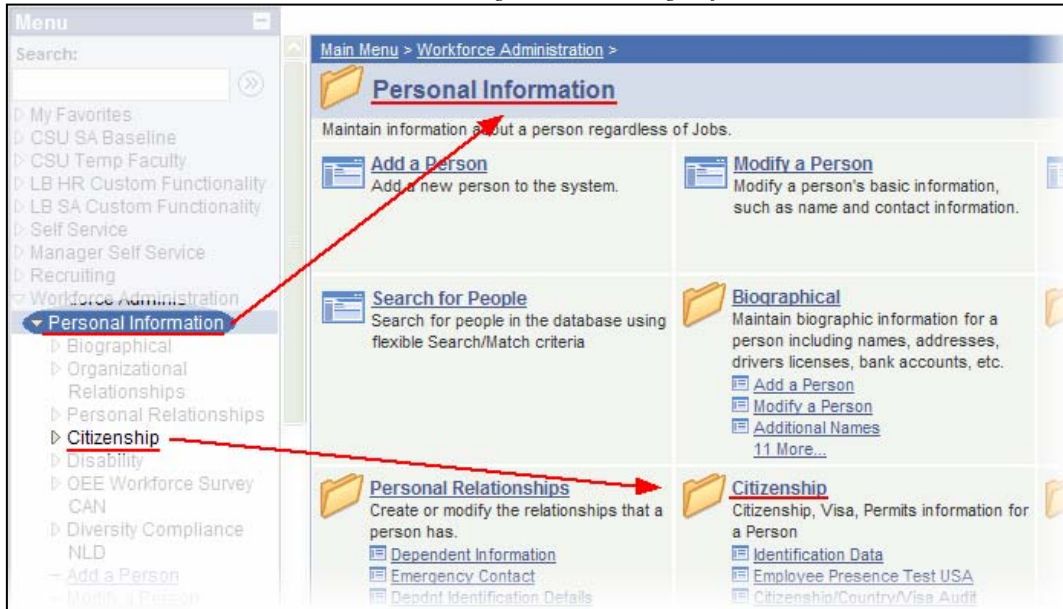 Menu
Search:
My Favorites
CSU SA Baseline
CSU Temp Faculty
LB HR Custom Functionality
LB SA Custom Functionality
Self Service
Manager Self Service
Recruiting
Workforce Administration
Personal Information
Biographical
Organizational
Relationships
Personal Relationships
Citizenship
Disability
OEE Workforce Survey
CAN
Diversity Compliance
NLD
Add a Person
Modify a Person
Main Menu > Workforce Administration >
Personal Information
Maintain information about a person regardless of Jobs.
Add a Person
Add a new person to the system.
Modify a Person
Modify a person's basic information,
such as name and contact information.
Search for People
Search for people in the database using
flexible Search/Match criteria
Biographical
Maintain biographic information for a
person including names, addresses,
drivers licenses, bank accounts, etc.
Add a Person
Modify a Person
Additional Names
11 More...
Personal Relationships
Create or modify the relationships that a
person has.
Dependent Information
Emergency Contact
Depdnt Identification Details
Citizenship
Citizenship, Visa, Permits information for
a Person
Identification Data
Employee Presence Test USA
Citizenship/Country/Visa Audit